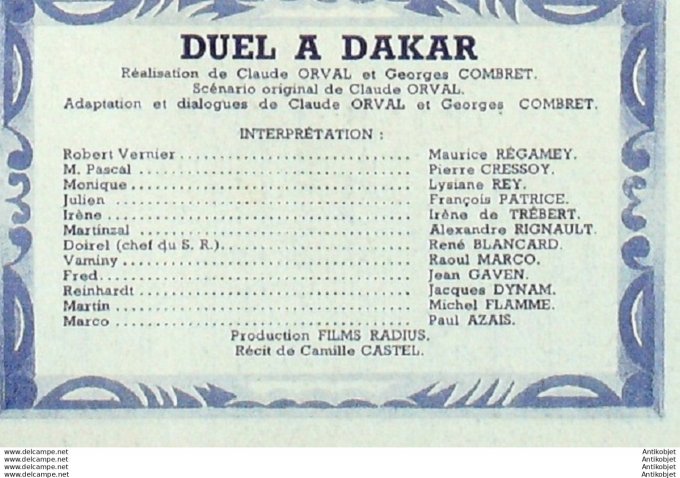 DUEL A DAKAR
Réalisation de Claude ORVAL et Georges COMBRET.
Scénario original de Claude ORVAL.
Adaptation et dialogues de Claude ORVAL et Georges COMBRET.
INTERPRÉTATION :
Robert Vernier ................................ Maurice RÉGAMEY.
M. Pascal ...................................... Pierre CRESSOY.
Monique ....................................... Lysiane REY.
Julien .......................................... François PATRICE.
Irène .......................................... Irène de TRÉBERT.
Martinzal ...................................... Alexandre RIGNAULT.
Doirel (chef du S. R.).......................... René BLANCARD.
Vaminy ........................................ Raoul MARCO.
Fred........................................... Jean GAVEN.
Reinhardt ..................................... Jacques DYNAM.
Martin ........................................ Michel FLAMME.
Marco ......................................... Paul AZAIS.
Production FILMS RADIUS.
Récit de Camille CASTEL.
www.delcampe.net
www.delcampe.net
www.delcampe.net
www.delcampe.net
Antikobjet
Antikobjet
Antikobjet
Antikobjet